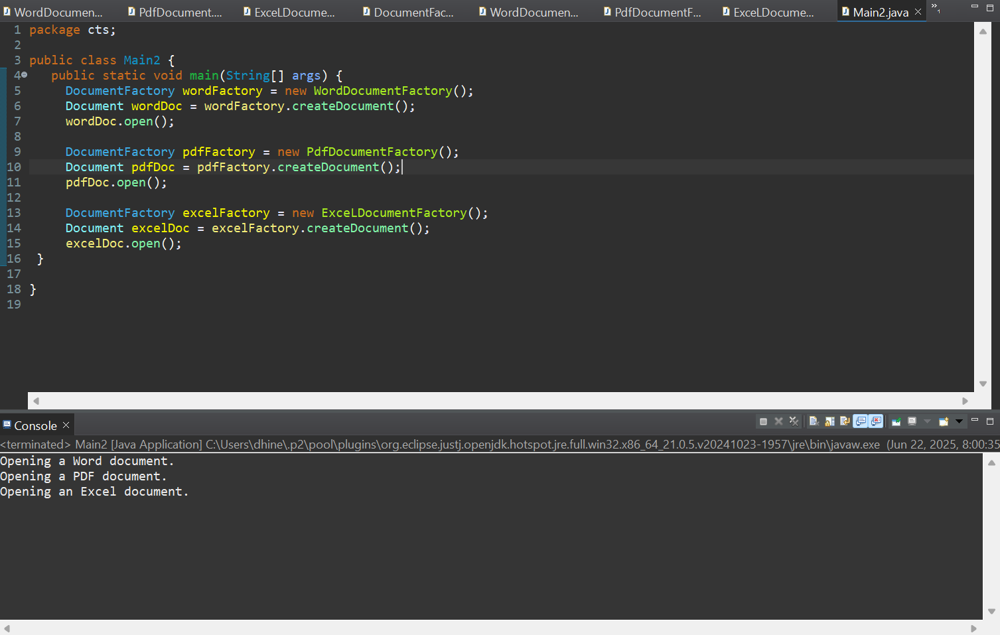 WordDocumen... PdfDocument.... ExceLDocume... DocumentFac... WordDocumen... PdfDocumentF... ExceLDocume... Main2.java »1
1 package cts;
2
3 public class Main2 {
4 public static void main(String[] args) {
5 DocumentFactory wordFactory = new WordDocumentFactory();
6 Document wordDoc = wordFactory.createDocument();
7 wordDoc.open();
8
9 DocumentFactory pdfFactory = new PdfDocumentFactory();
10 Document pdfDoc = pdfFactory.createDocument();
11 pdfDoc.open();
12
13 DocumentFactory excelFactory = new ExceLDocumentFactory();
14 Document excelDoc = excelFactory.createDocument();
15 excelDoc.open();
16 }
17
18 }
19
Console
<terminated> Main2 [Java Application] C:\Users\dhine\.p2\pool\plugins\org.eclipse.justj.openjdk.hotspot.jre.full.win32.x86_64_21.0.5.v20241023-1957\jre\bin\javaw.exe (Jun 22, 2025, 8:00:35
Opening a Word document.
Opening a PDF document.
Opening an Excel document.